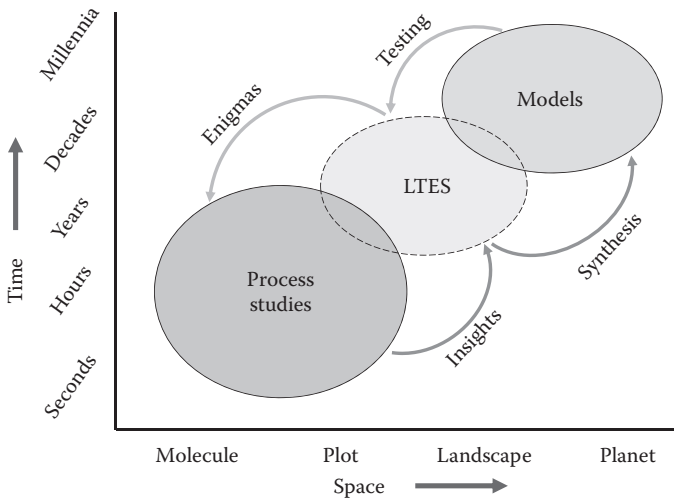 Millennia
Decades
Years
Hours
Seconds
Time
Testing
Enigmas
Models
LTES
Process
studies
Synthesis
Insights
Molecule
Plot
Landscape
Planet
Space